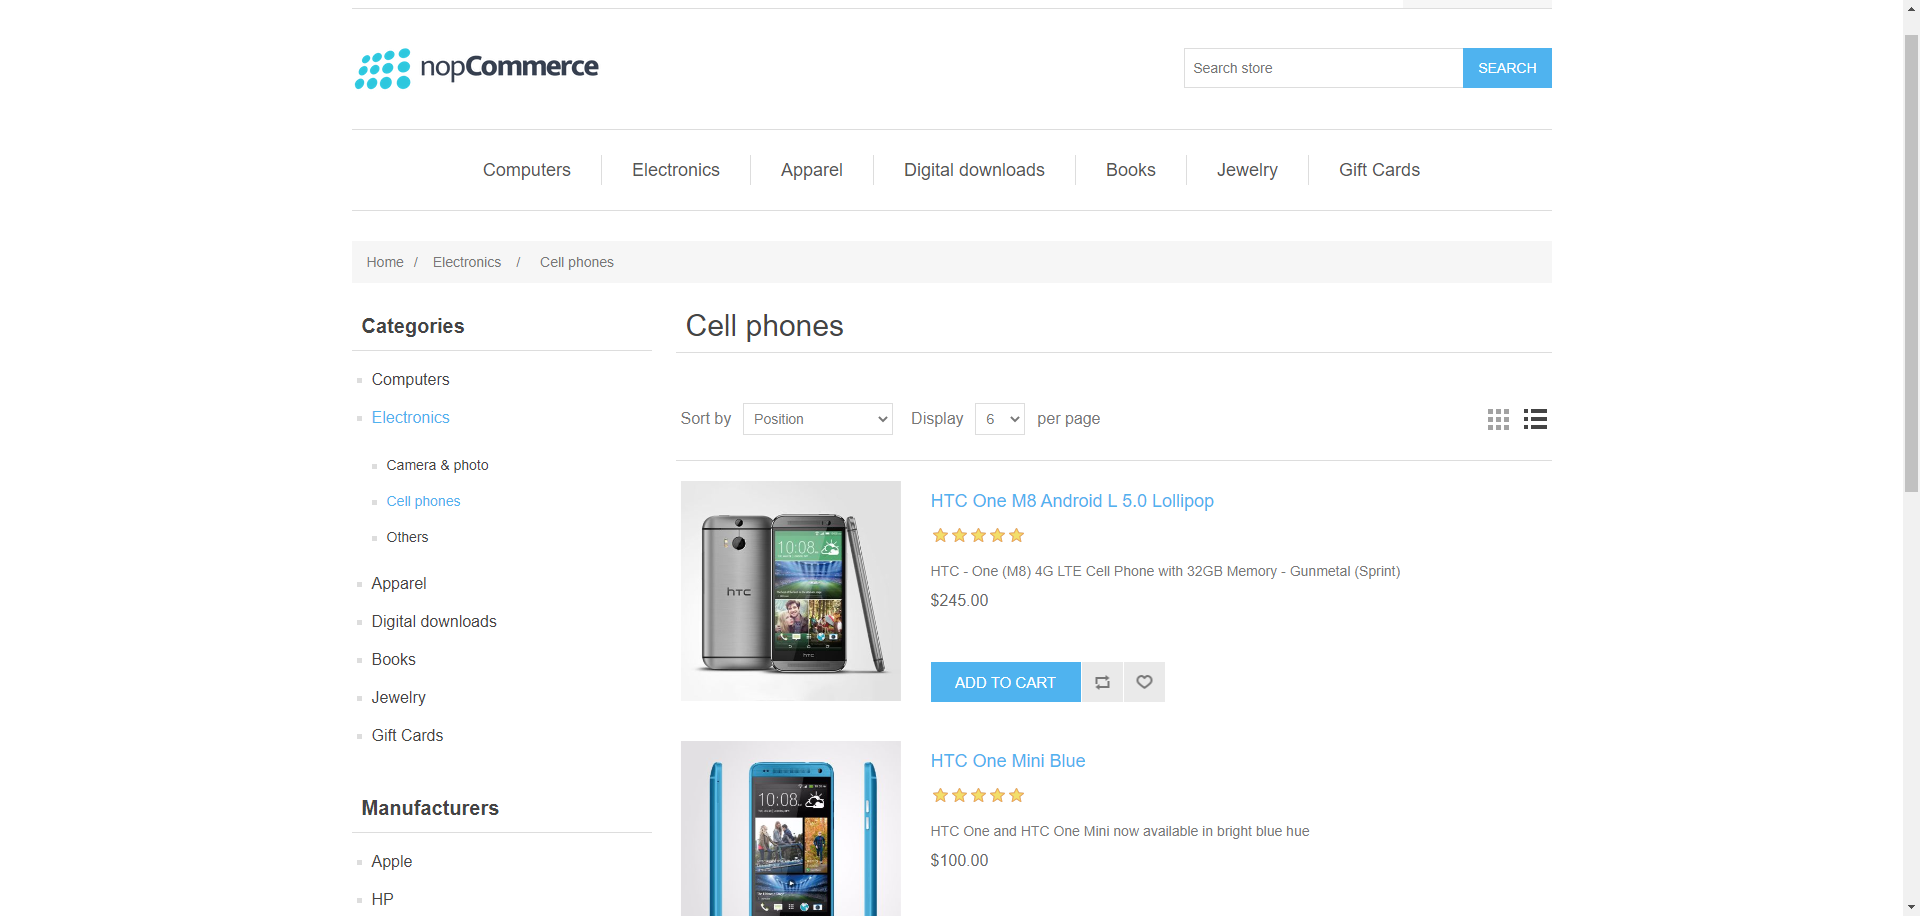 nopCommerce
Search store
SEARCH
Computers
Electronics
Apparel
Digital downloads
Books
Jewelry
Gift Cards
Home / Electronics / Cell phones
Categories
Computers
Electronics
Camera & photo
Cell phones
Others
Apparel
Digital downloads
Books
Jewelry
Gift Cards
Manufacturers
Apple
HP
Cell phones
Sort by Position Display 6 per page
hTC
10:08
hTC
HTC One M8 Android L 5.0 Lollipop
HTC - One (M8) 4G LTE Cell Phone with 32GB Memory - Gunmetal (Sprint)
$245.00
ADD TO CART
10:08
HTC One Mini Blue
HTC One and HTC One Mini now available in bright blue hue
$100.00